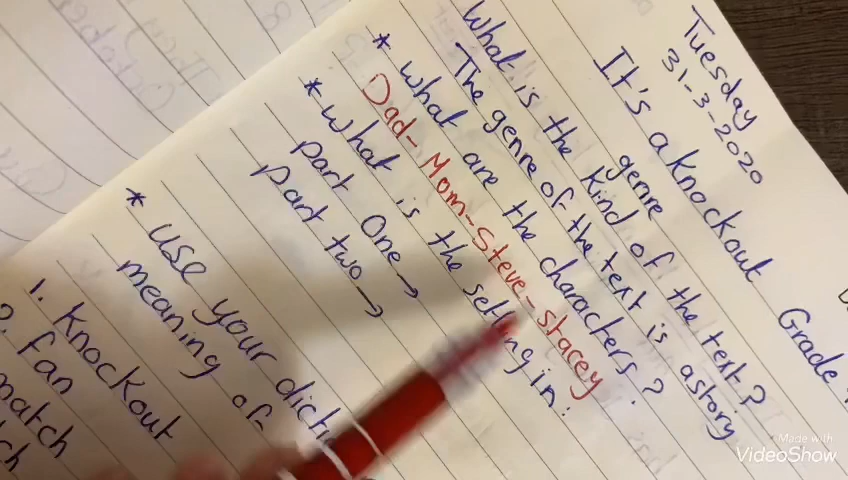 Tuesday
31-3-2020
It's a knockout Grade
genre
What is the kind of the text?
The genre of the text is a story
* what are the characters?
Dad - Mom - Steve - Stacey
* what is the setting in:
part One →
part two →
* use your
meaning of
1. Knockout
2. fan
match
Made with
VideoShow